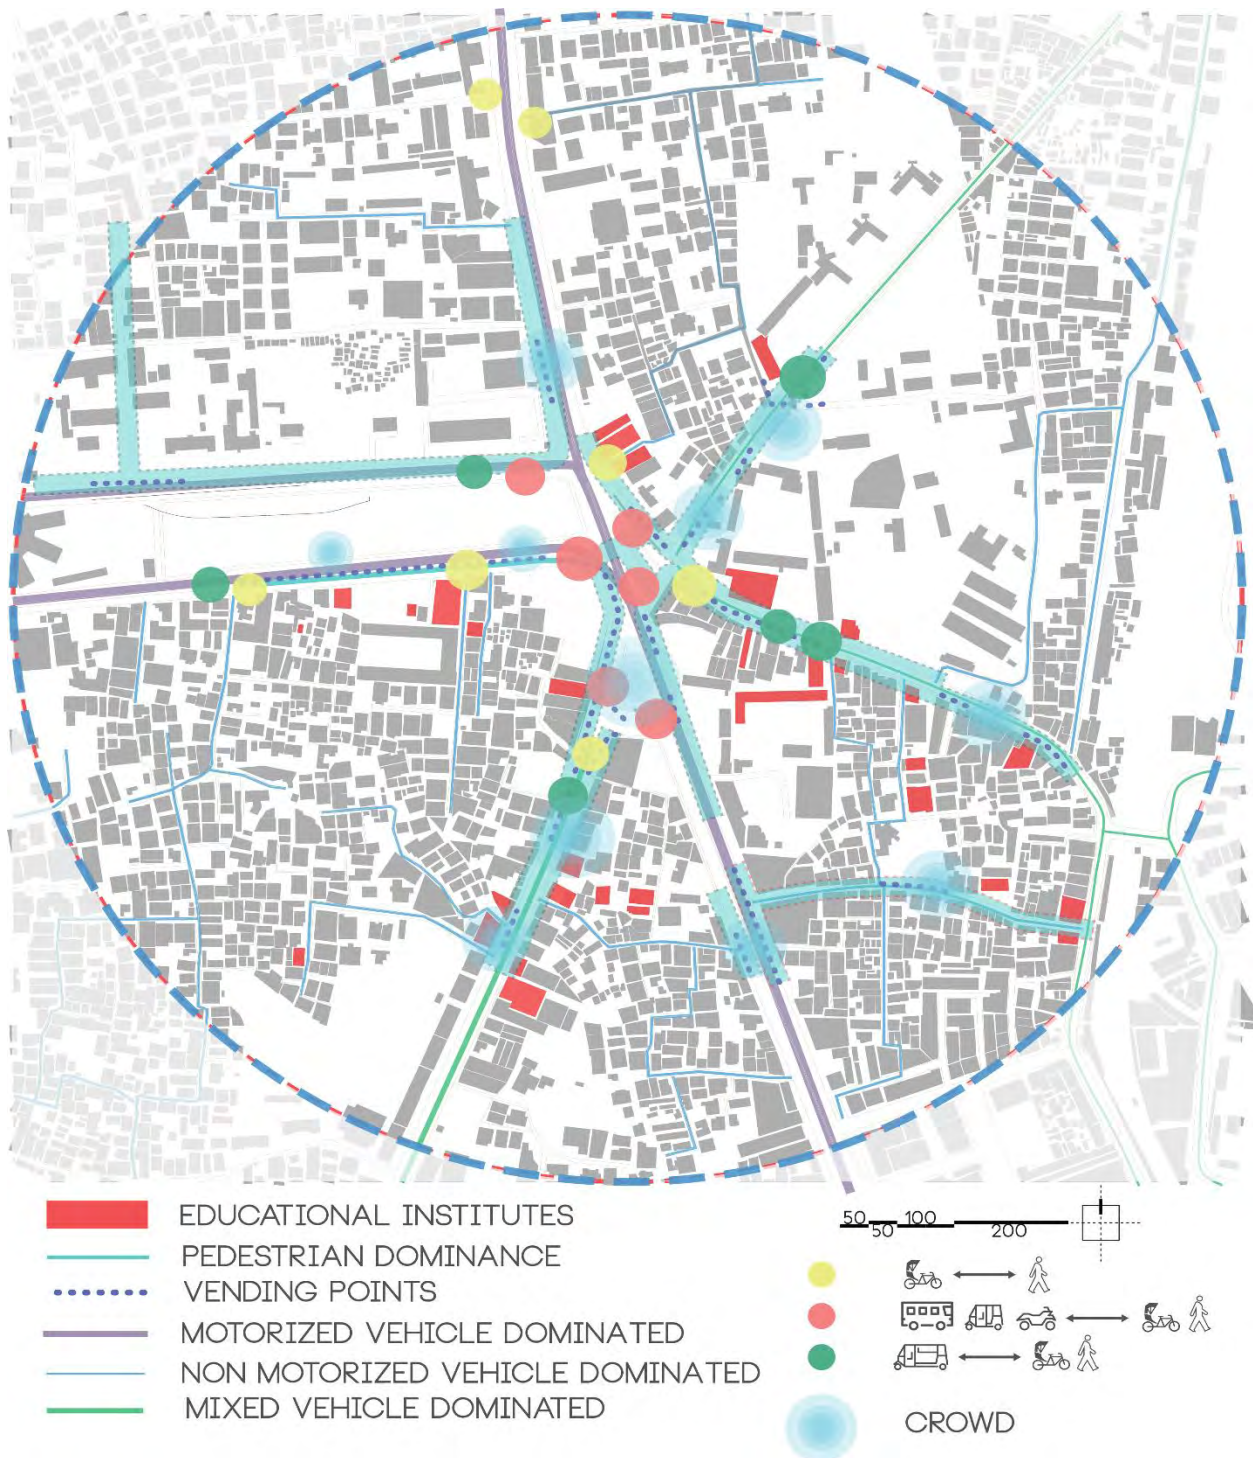 EDUCATIONAL INSTITUTES
PEDESTRIAN DOMINANCE
VENDING POINTS
MOTORIZED VEHICLE DOMINATED
NON MOTORIZED VEHICLE DOMINATED
MIXED VEHICLE DOMINATED
50 100
50 200
CROWD